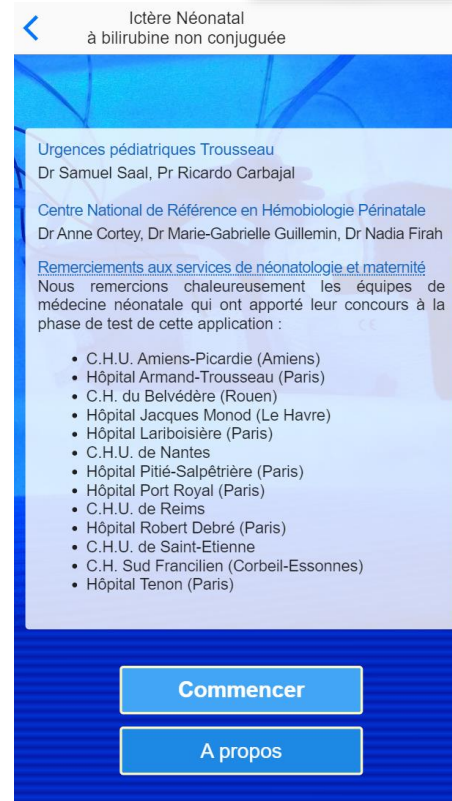 Ictère Néonatal
à bilirubine non conjuguée
Urgences pédiatriques Trousseau
Dr Samuel Saal, Pr Ricardo Carbajal
Centre National de Référence en Hémobiologie Périnatale
Dr Anne Cortey, Dr Marie-Gabrielle Guillemin, Dr Nadia Firah
Remerciements aux services de néonatologie et maternité
Nous remercions chaleureusement les équipes de
médecine néonatale qui ont apporté leur concours à la
phase de test de cette application :
• C.H.U. Amiens-Picardie (Amiens)
• Hôpital Armand-Trousseau (Paris)
• C.H. du Belvédère (Rouen)
• Hôpital Jacques Monod (Le Havre)
• Hôpital Lariboisière (Paris)
• C.H.U. de Nantes
• Hôpital Pitié-Salpêtrière (Paris)
• Hôpital Port Royal (Paris)
• C.H.U. de Reims
• Hôpital Robert Debré (Paris)
• C.H.U. de Saint-Etienne
• C.H. Sud Francilien (Corbeil-Essonnes)
• Hôpital Tenon (Paris)
Commencer
A propos